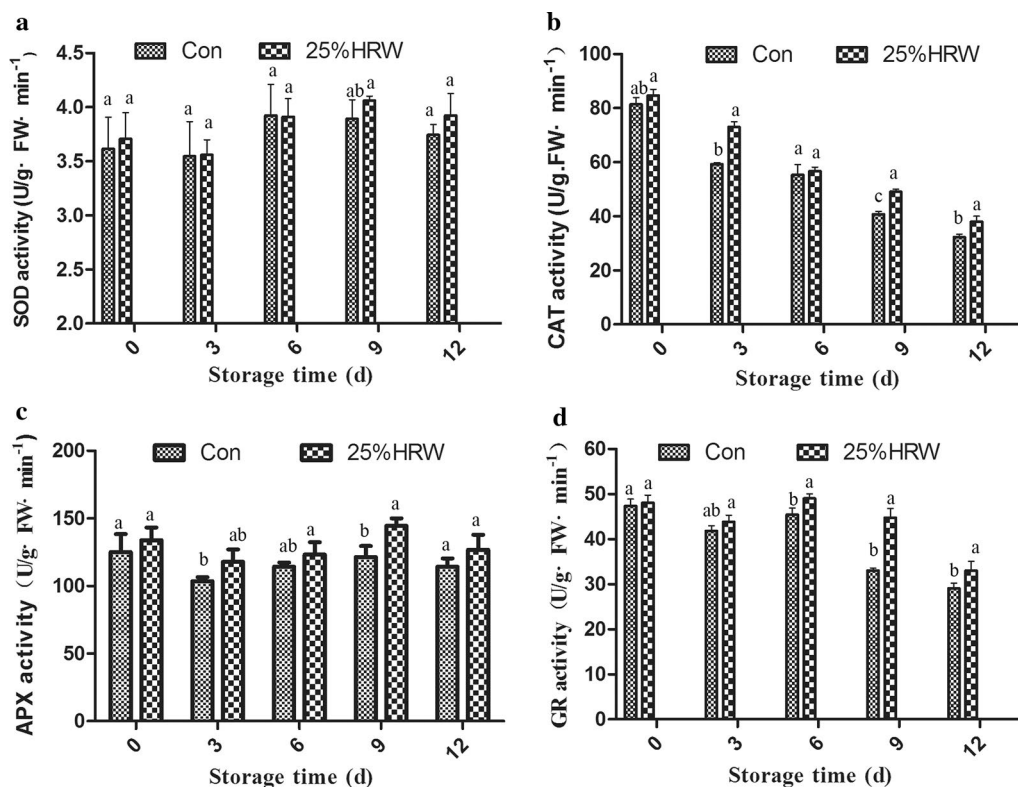 a
Con 25%HRW
SOD activity (U/g· FW· min⁻¹)
4.5
4.0
3.5
3.0
2.5
2.0
a a a a a a ab a a a
0 3 6 9 12
Storage time (d)
b
Con 25%HRW
CAT activity (U/g.FW· min⁻¹)
100
80
60
40
20
0
ab a b a a a c a b a
0 3 6 9 12
Storage time (d)
c
Con 25%HRW
APX activity (U/g· FW· min⁻¹)
200
150
100
50
0
a a b ab ab a b a a a
0 3 6 9 12
Storage time (d)
d
Con 25%HRW
GR activity (U/g· FW· min⁻¹)
60
50
40
30
20
10
0
a a ab a b a b a b a
0 3 6 9 12
Storage time (d)